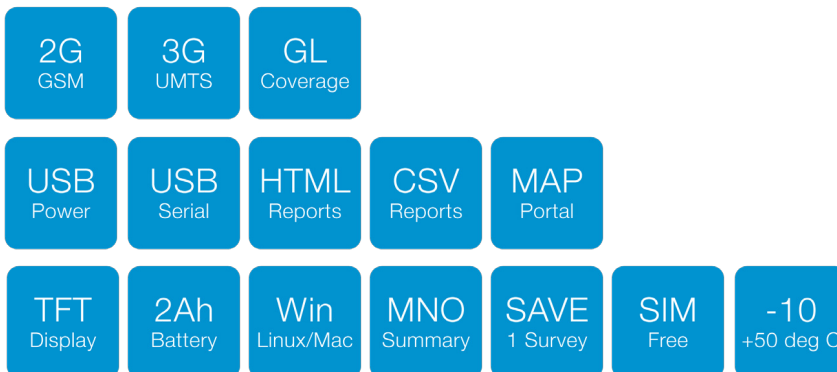 2G
GSM
3G
UMTS
GL
Coverage
USB
Power
USB
Serial
HTML
Reports
CSV
Reports
MAP
Portal
TFT
Display
2Ah
Battery
Win
Linux/Mac
MNO
Summary
SAVE
1 Survey
SIM
Free
-10
+50 deg C